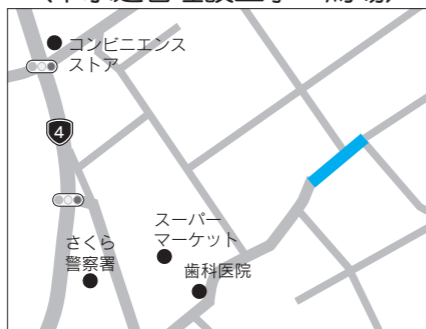 コンビニエンス
ストア
4
スーパー
マーケット
さくら
警察署
歯科医院